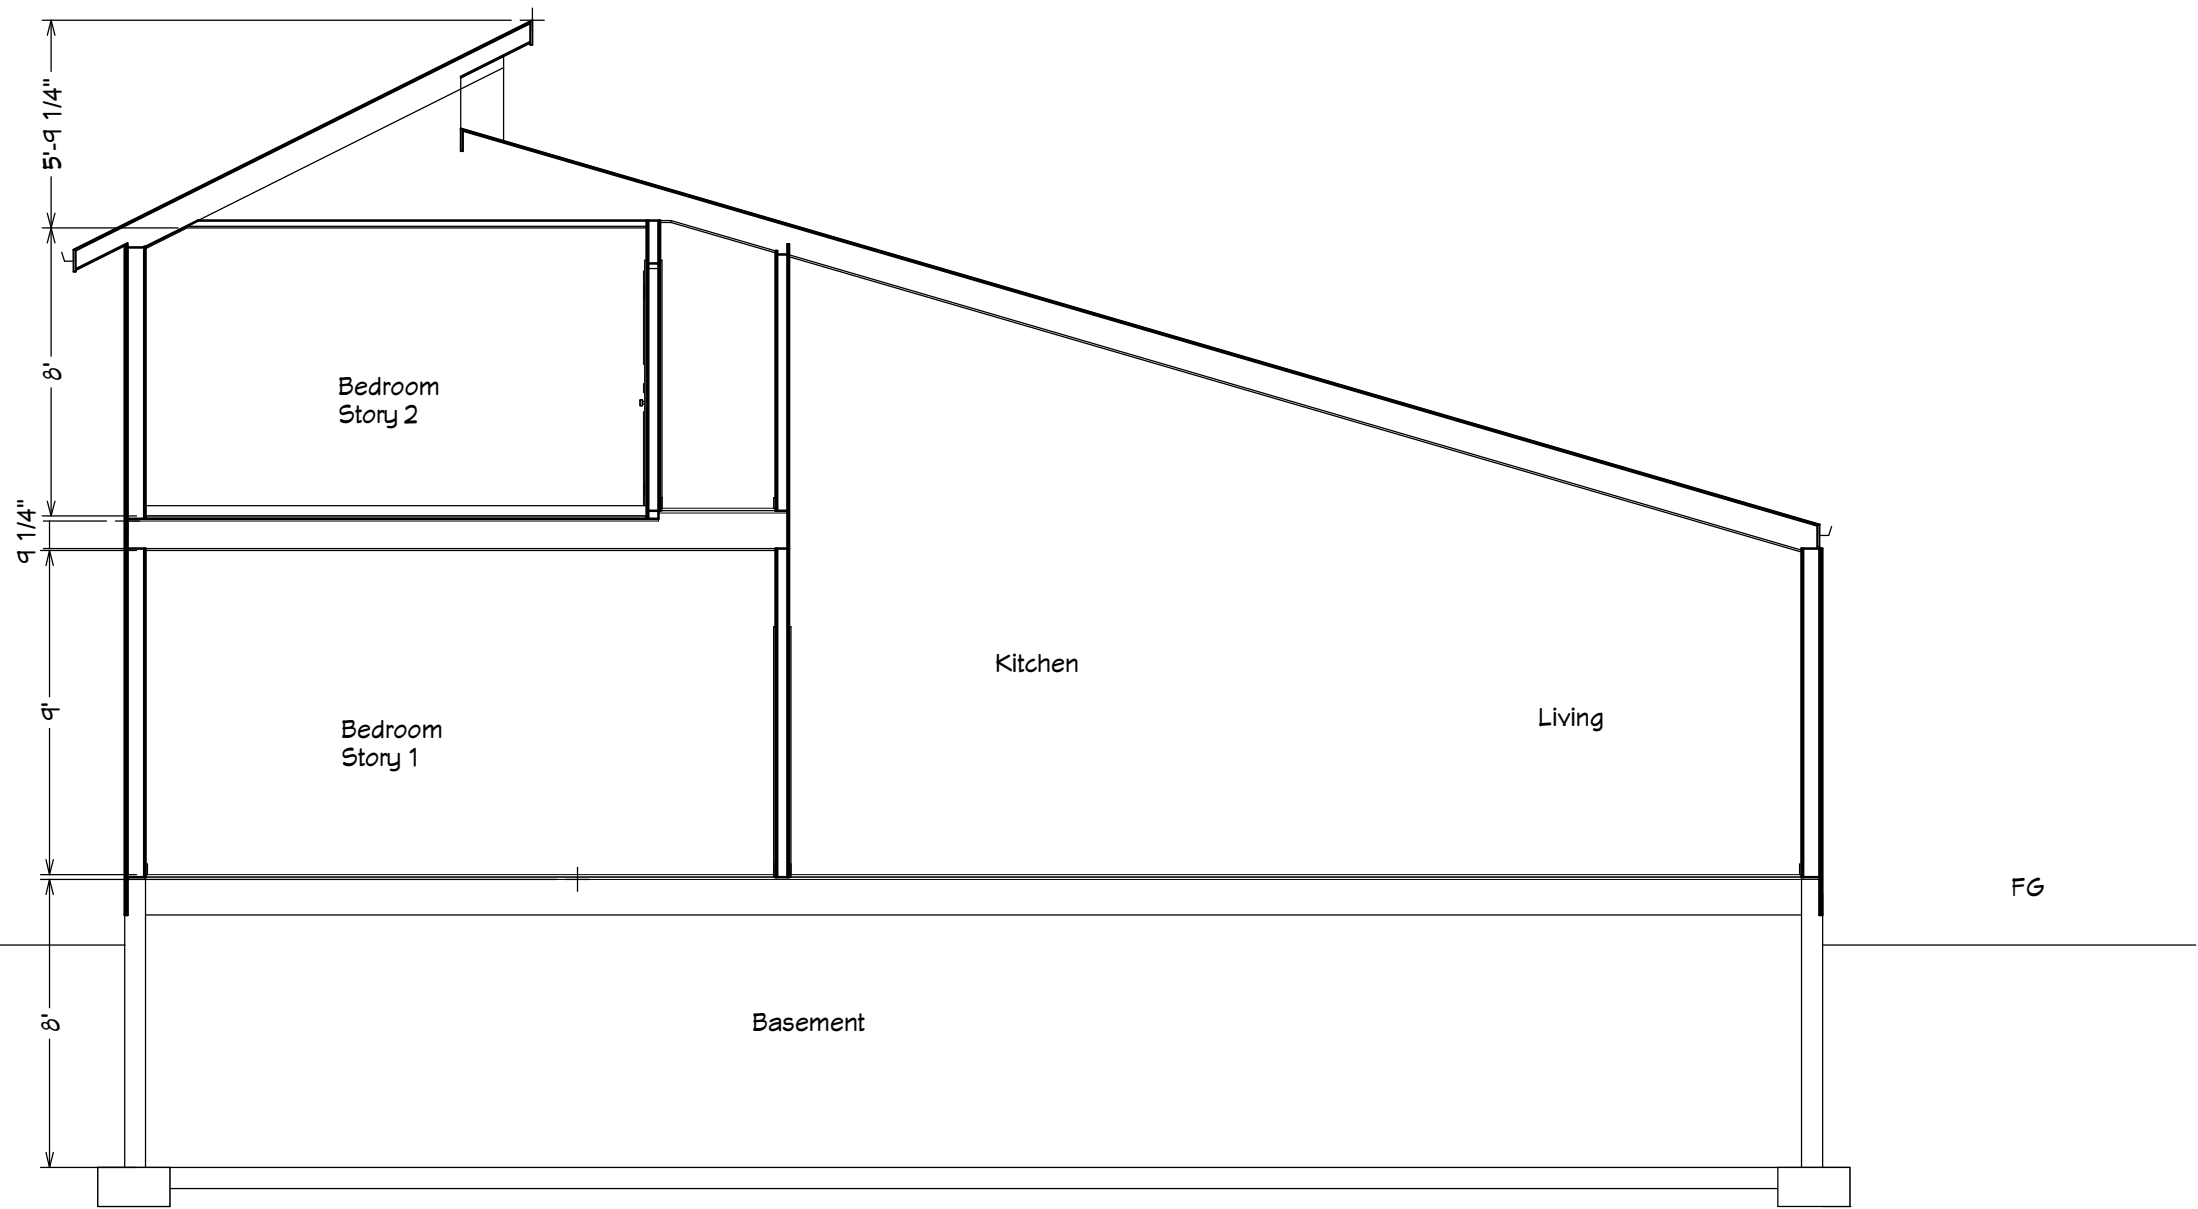 5'-9 1/4"
8'
Bedroom
Story 2
9 1/4"
Kitchen
9'
Living
Bedroom
Story 1
FG
8'
Basement